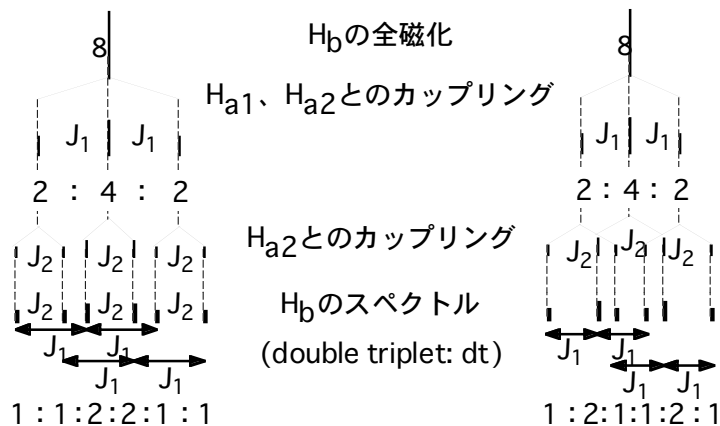 8 Hbの全磁化 8
Ha1、Ha2とのカップリング
J1 J1 J1 J1
2 : 4 : 2 2 : 4 : 2
Ha2とのカップリング
J2 J2 J2 J2 J2 J2
J2 J2 J2 Hbのスペクトル
J1 J1 (double triplet: dt) J1 J1
J1 J1 J1 J1
1 : 1:2:2:1 : 1 1 : 2:1:1:2 : 1